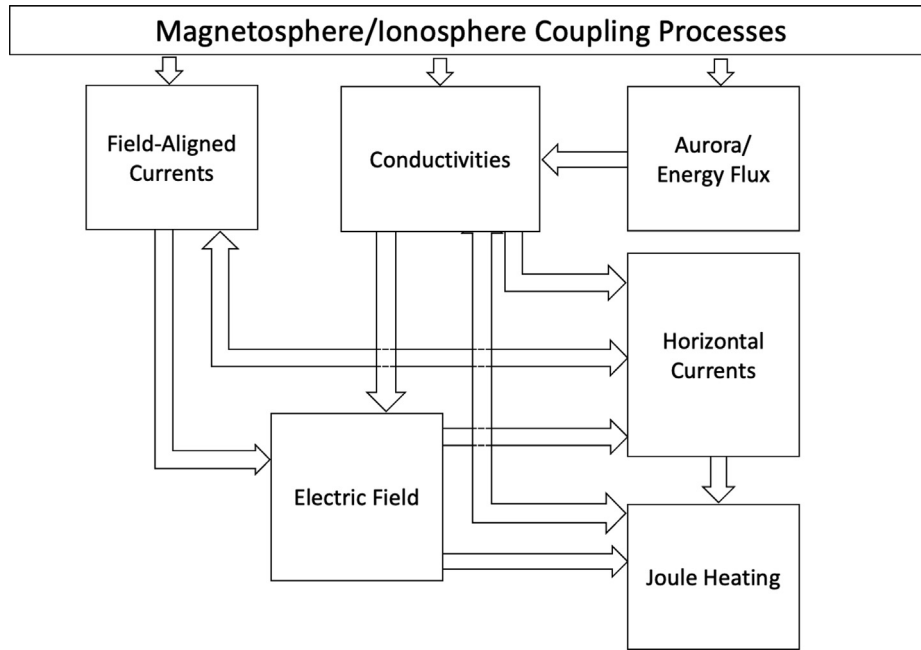 Magnetosphere/Ionosphere Coupling Processes
Field-Aligned
Currents
Conductivities
Aurora/
Energy Flux
Horizontal
Currents
Electric Field
Joule Heating